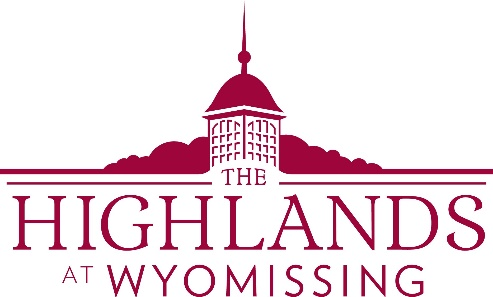 THE
HIGHLANDS
AT WYOMISSING